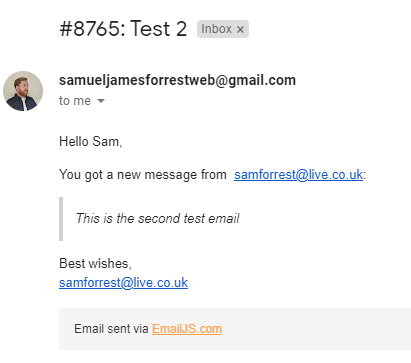 #8765: Test 2 Inbox x
samueljamesforrestweb@gmail.com
to me
Hello Sam,
You got a new message from samforrest@live.co.uk:
This is the second test email
Best wishes,
samforrest@live.co.uk
Email sent via EmailJS.com